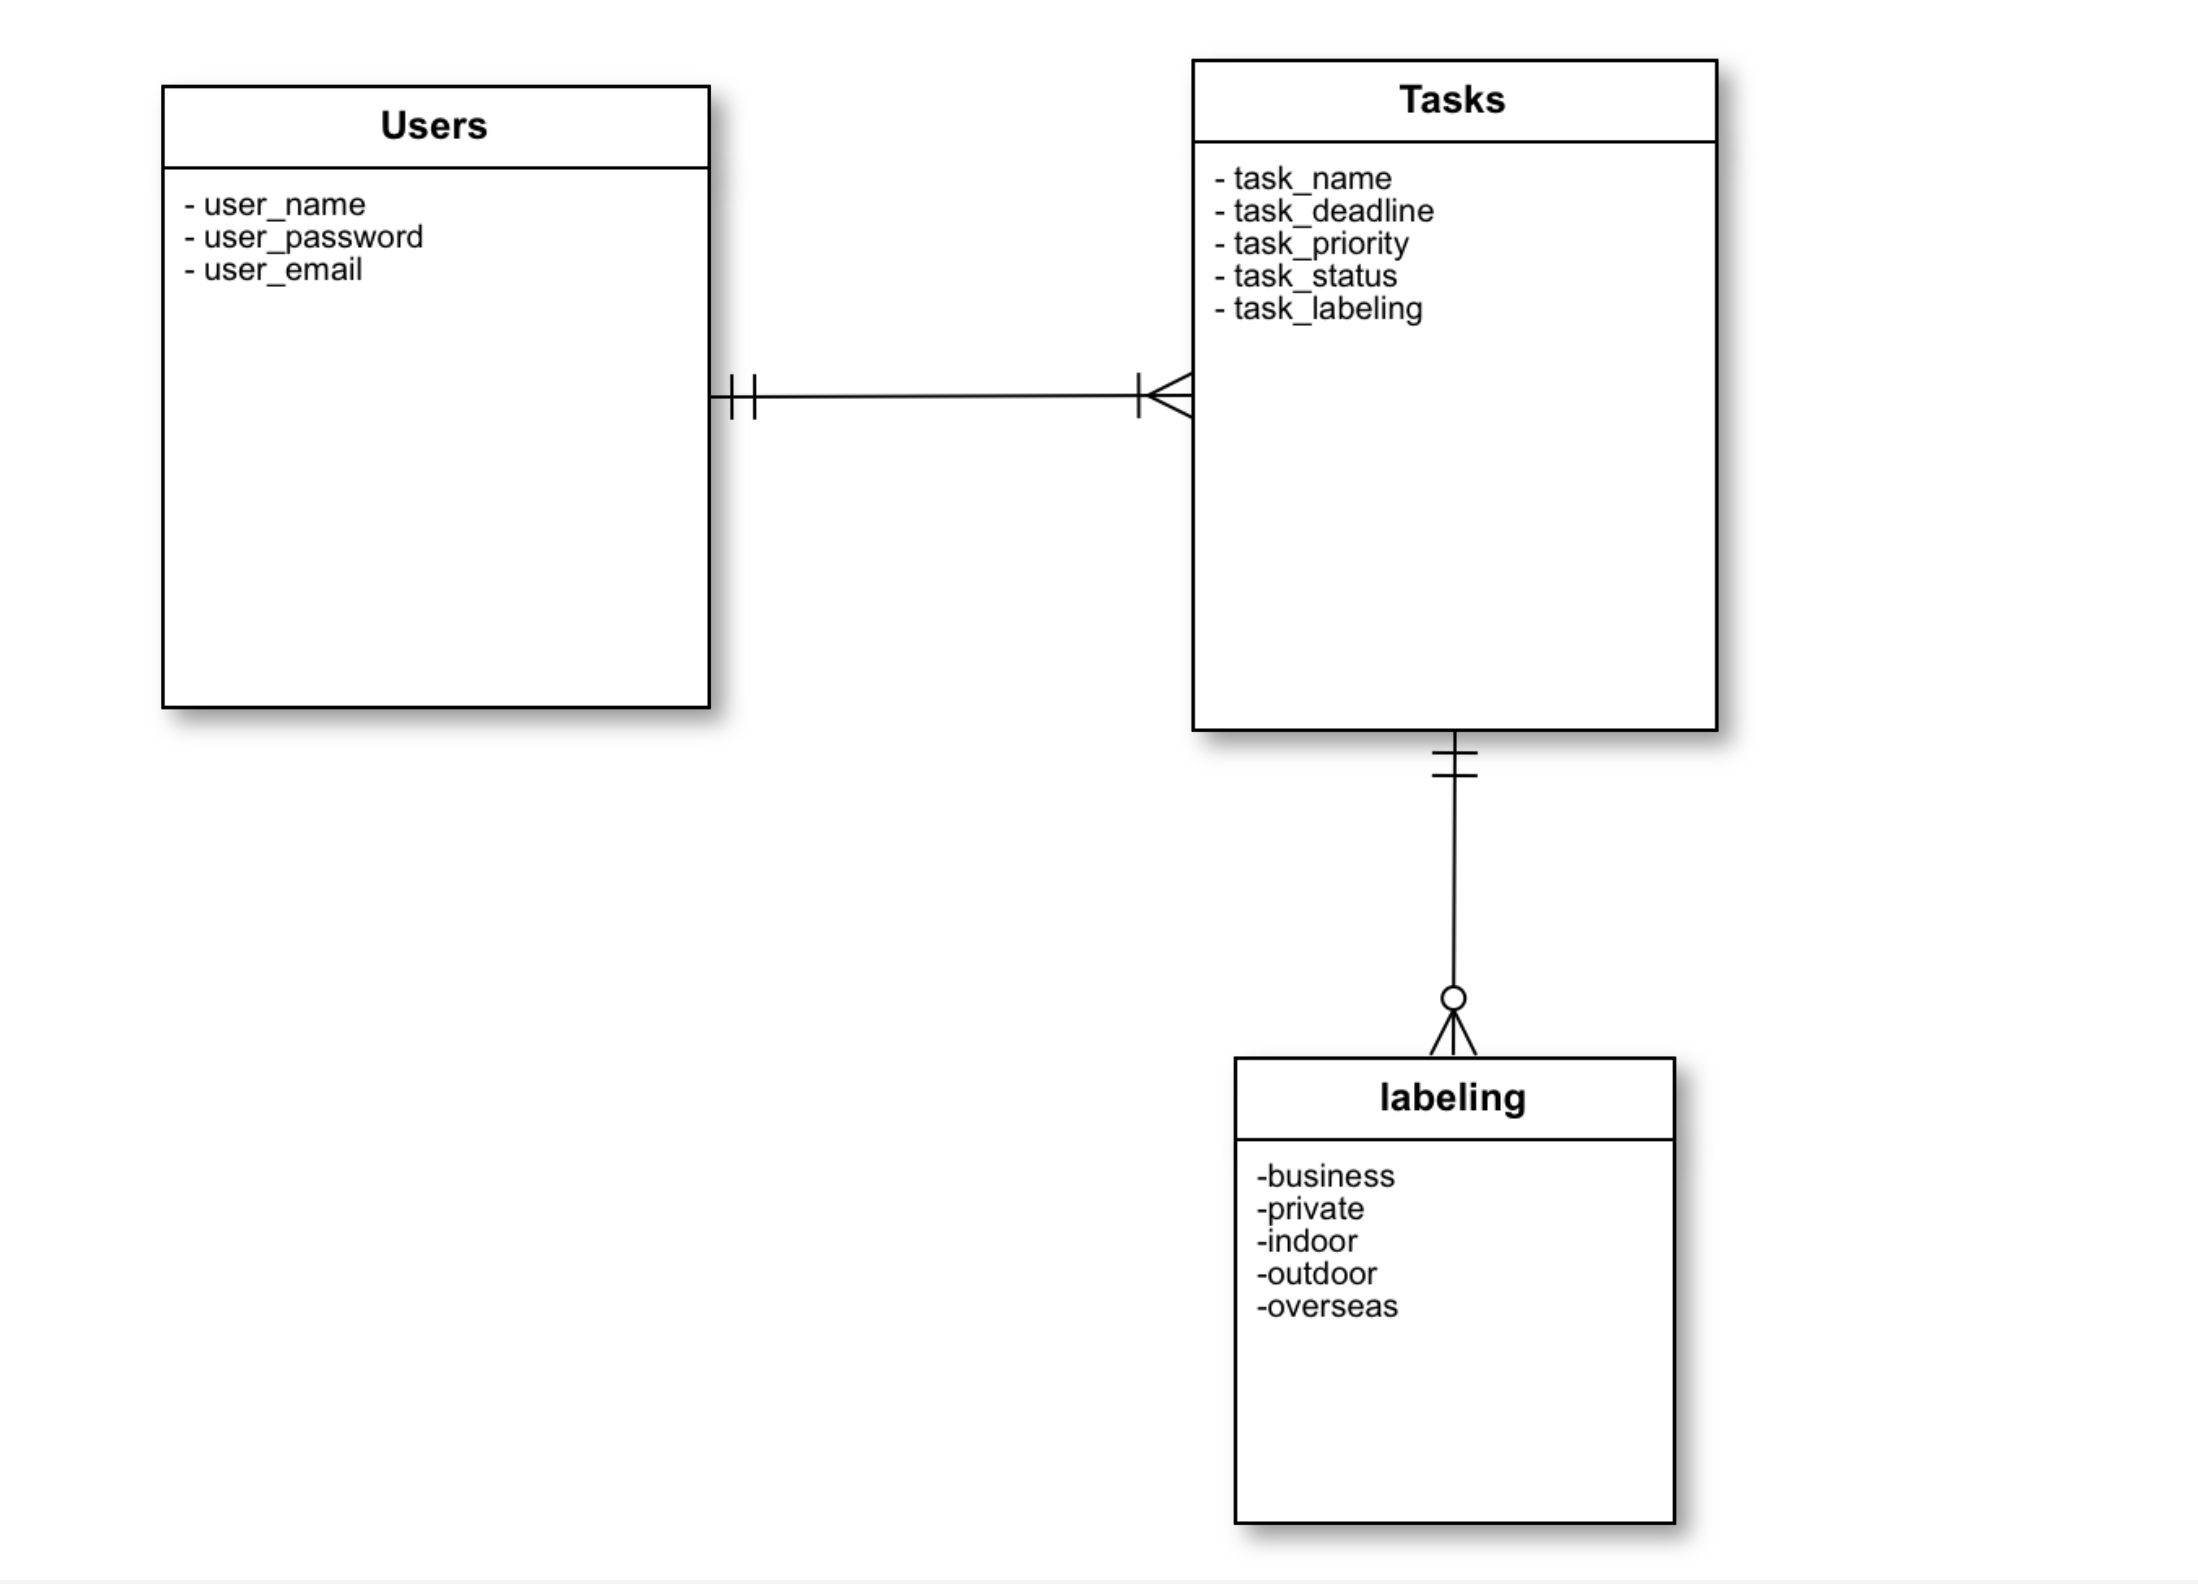 Users
- user_name
- user_password
- user_email
Tasks
- task_name
- task_deadline
- task_priority
- task_status
- task_labeling
labeling
-business
-private
-indoor
-outdoor
-overseas